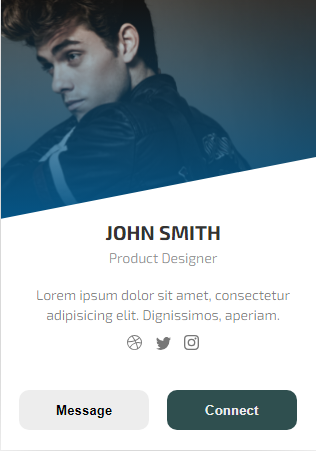 JOHN SMITH
Product Designer
Lorem ipsum dolor sit amet, consectetur
adipisicing elit. Dignissimos, aperiam.
Message
Connect